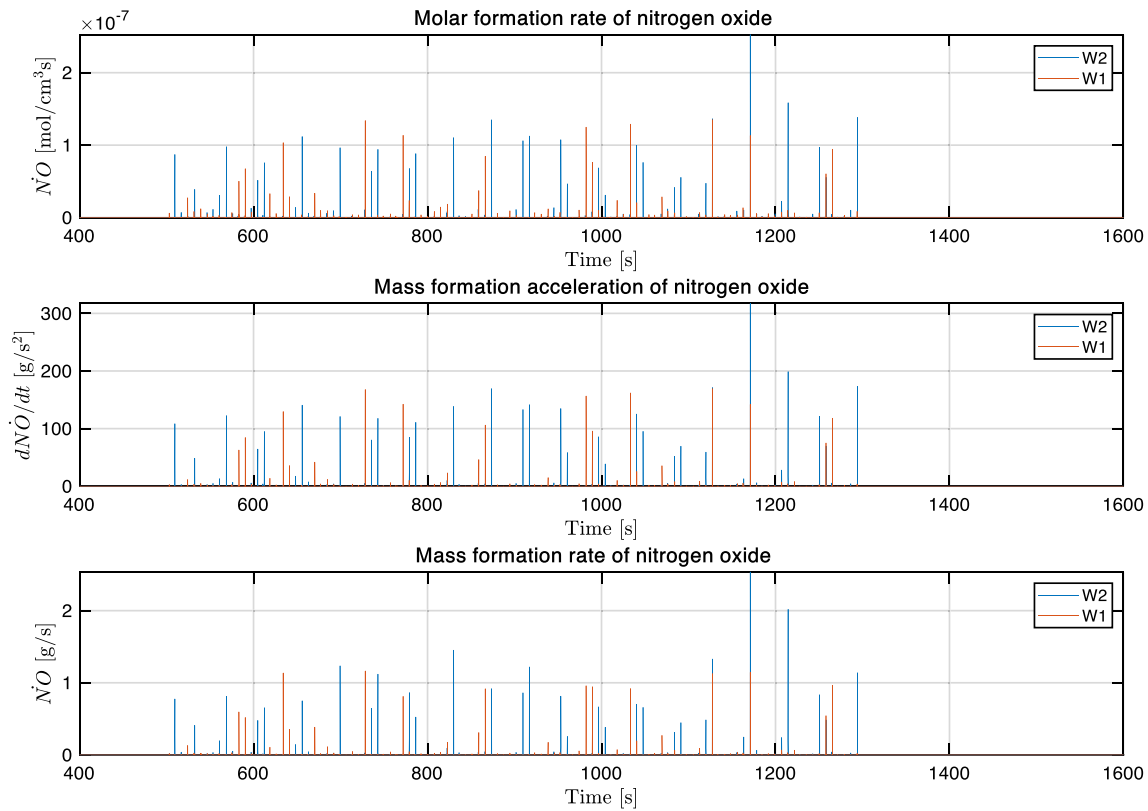 Molar formation rate of nitrogen oxide
×10⁻⁷
ṄO [mol/cm³s]
2
1
0
W2
W1
400 600 800 1000 1200 1400 1600
Time [s]
Mass formation acceleration of nitrogen oxide
dṄO/dt [g/s²]
300
200
100
0
W2
W1
400 600 800 1000 1200 1400 1600
Time [s]
Mass formation rate of nitrogen oxide
ṄO [g/s]
2
1
0
W2
W1
400 600 800 1000 1200 1400 1600
Time [s]